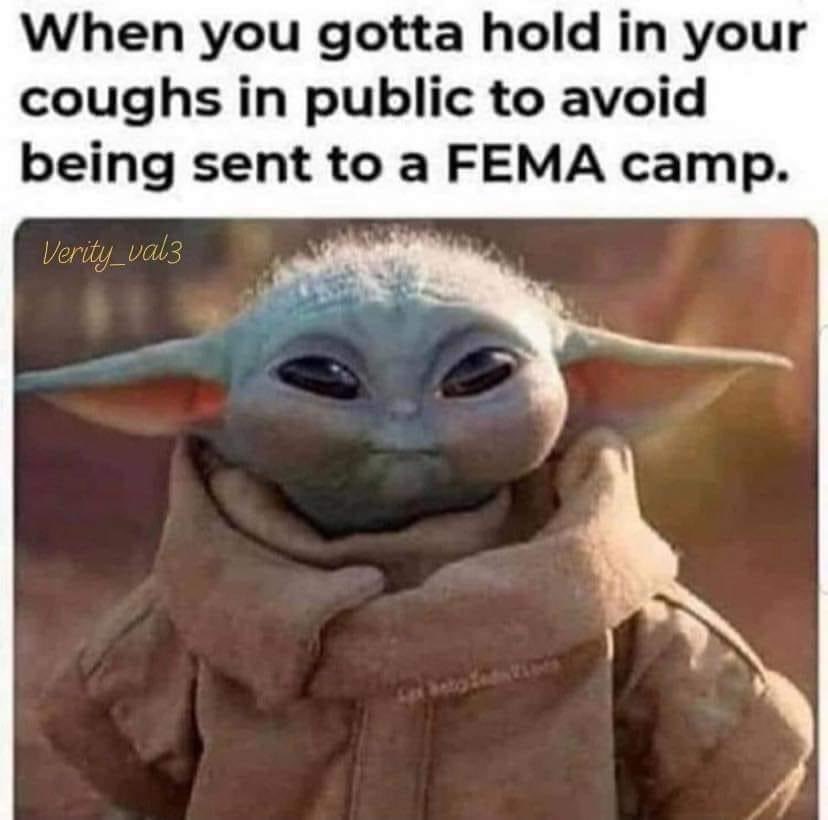 When you gotta hold in your
coughs in public to avoid
being sent to a FEMA camp.
Verity_val3